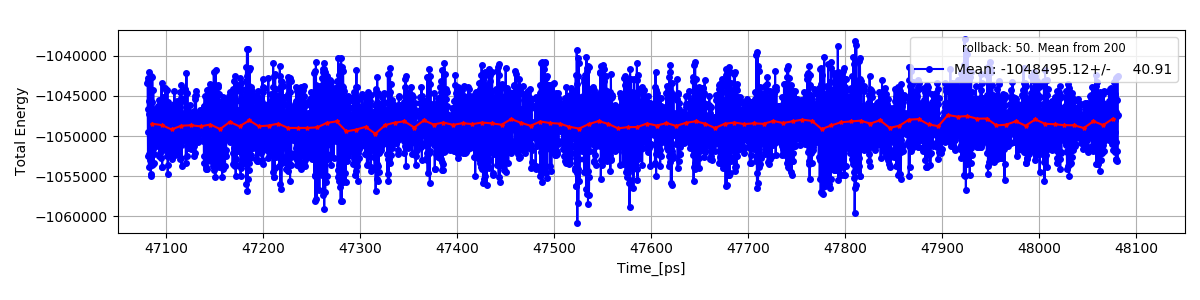 rollback: 50. Mean from 200
Mean: -1048495.12+/-     40.91
Total Energy
−1040000
−1045000
−1050000
−1055000
−1060000
47100 47200 47300 47400 47500 47600 47700 47800 47900 48000 48100
Time_[ps]